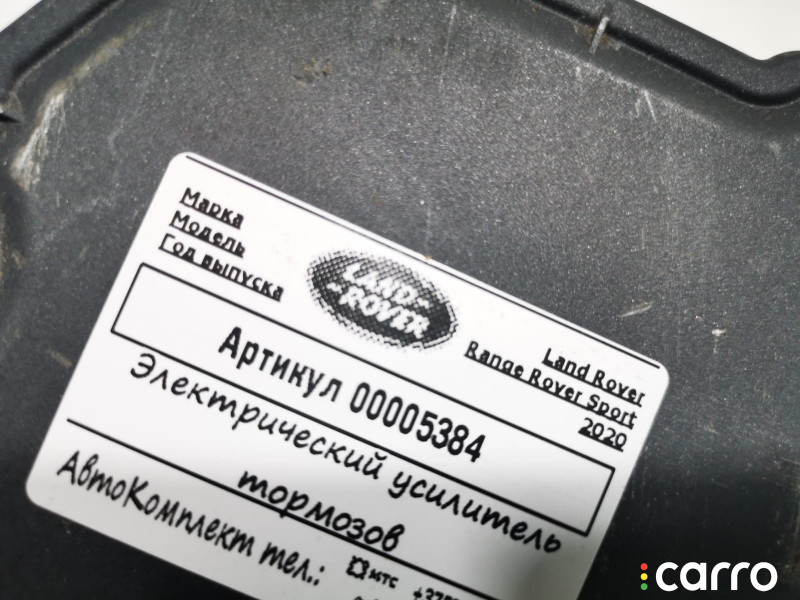 Марка
Модель
Год выпуска
LAND-
-ROVER
Land Rover
Range Rover Sport
2020
Артикул 00005384
Электрический усилитель
тормозов
АвтоКомплект тел.:
МТС
carro